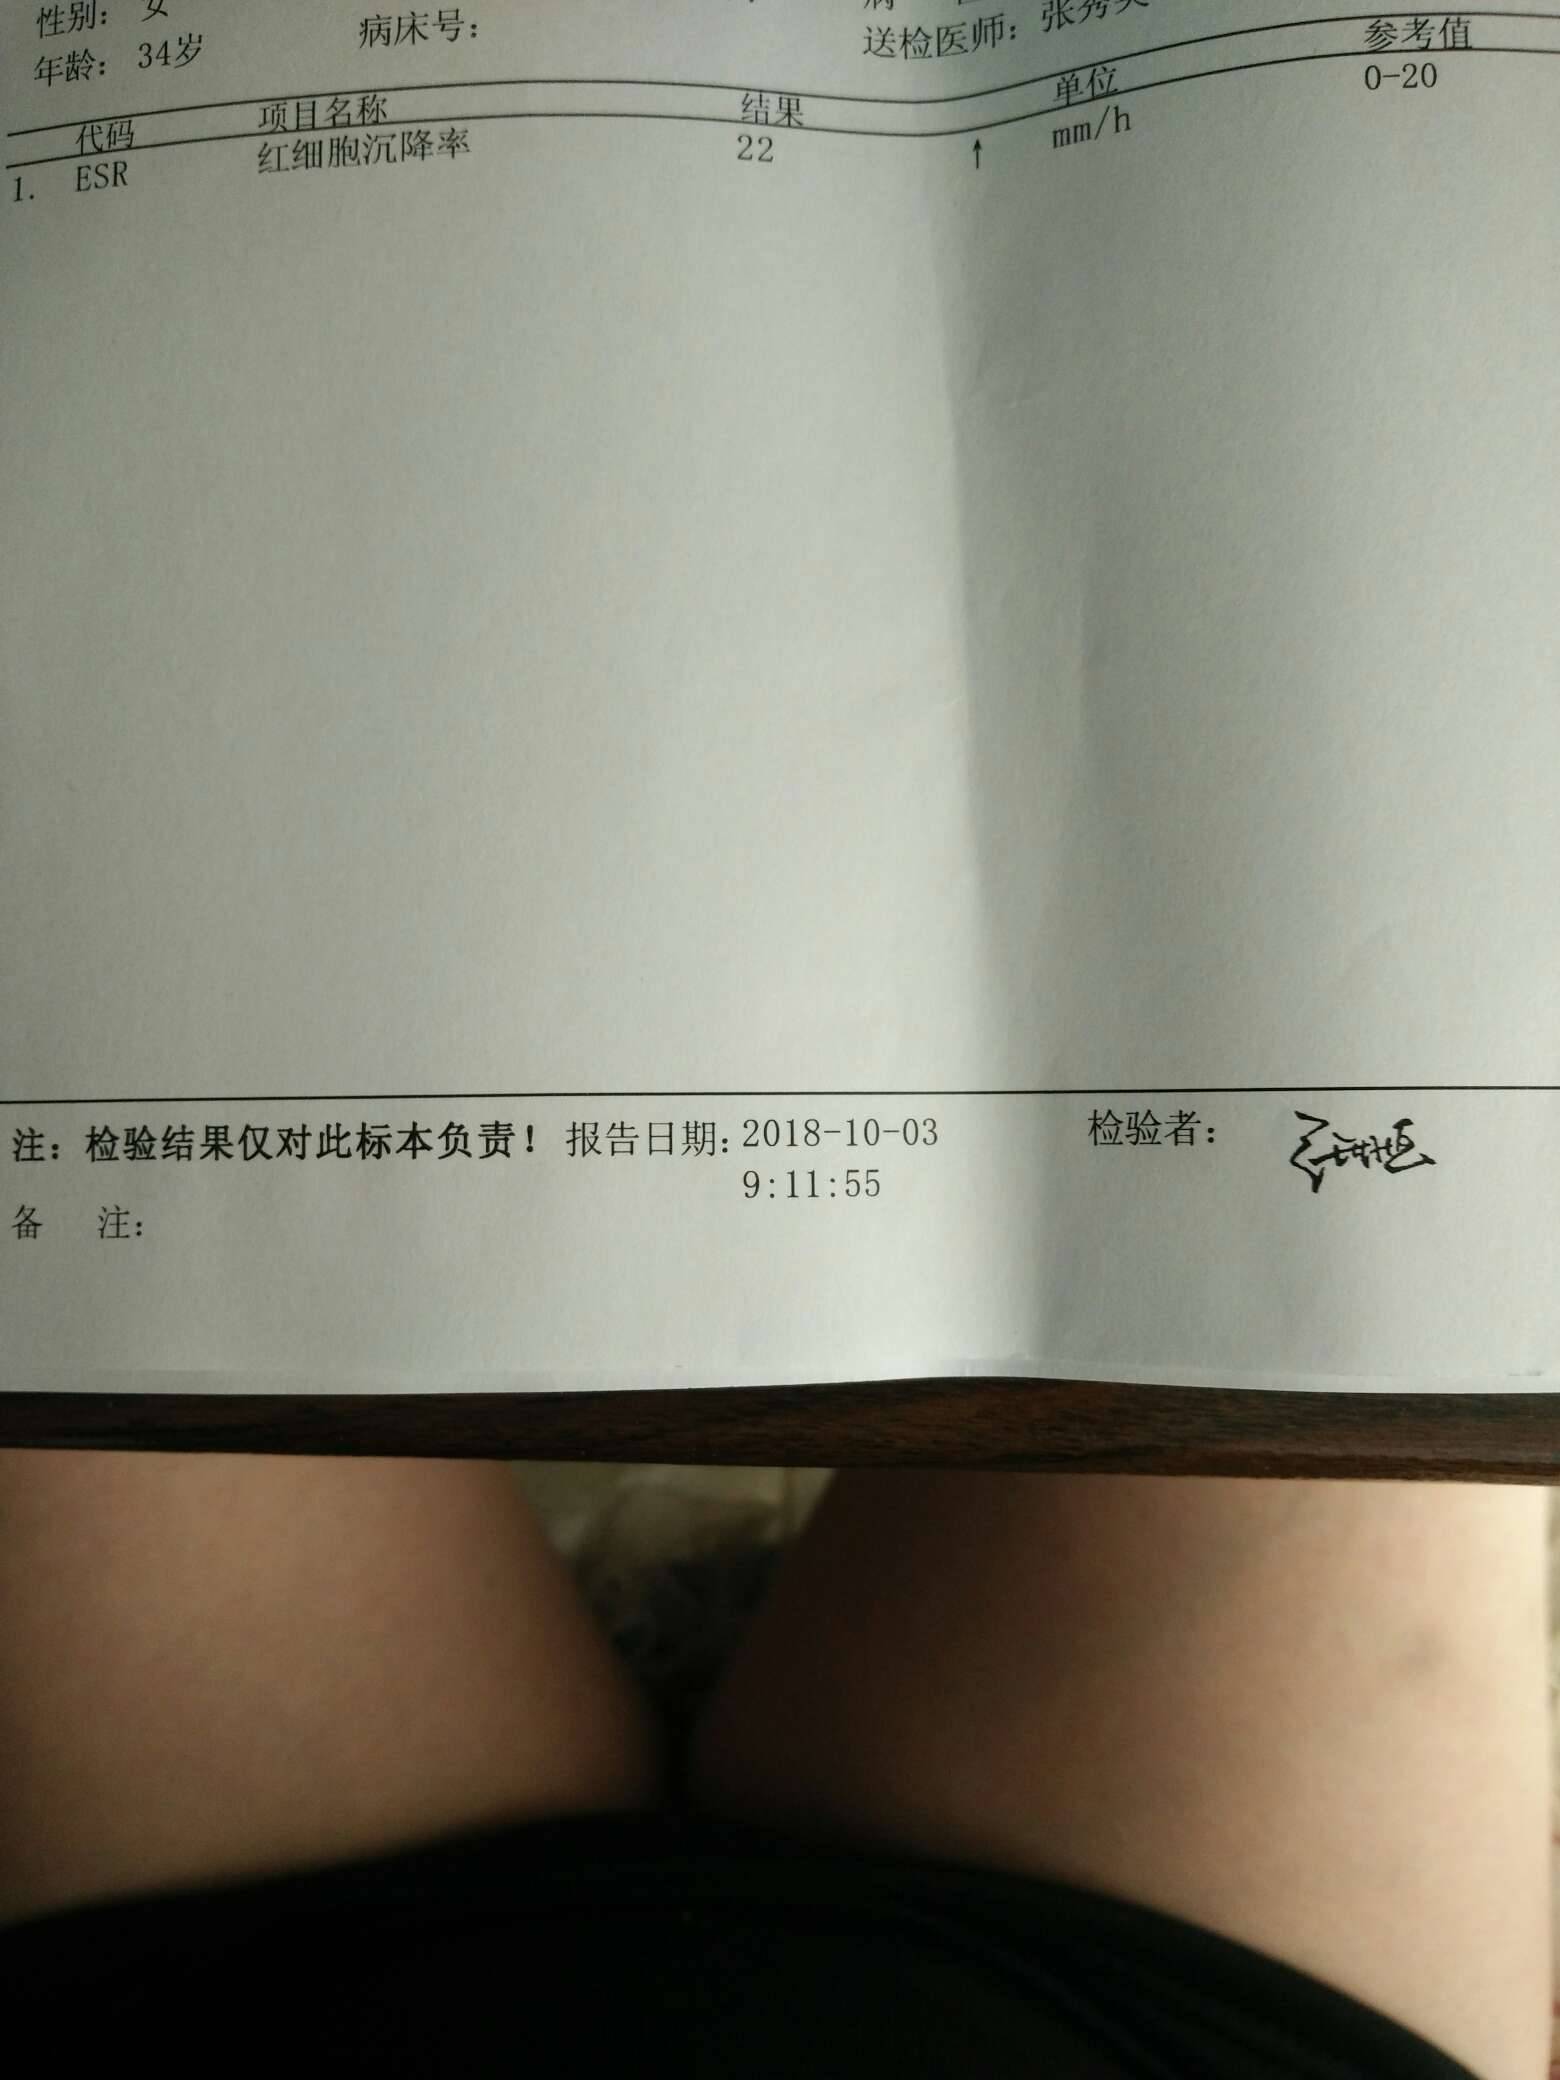 性别: 女
年龄: 34岁 病床号: 送检医师: 张秀
代码 项目名称 结果 单位 参考值
1. ESR 红细胞沉降率 22 ↑ mm/h 0-20
注: 检验结果仅对此标本负责! 报告日期: 2018-10-03 检验者:
9:11:55
备 注: